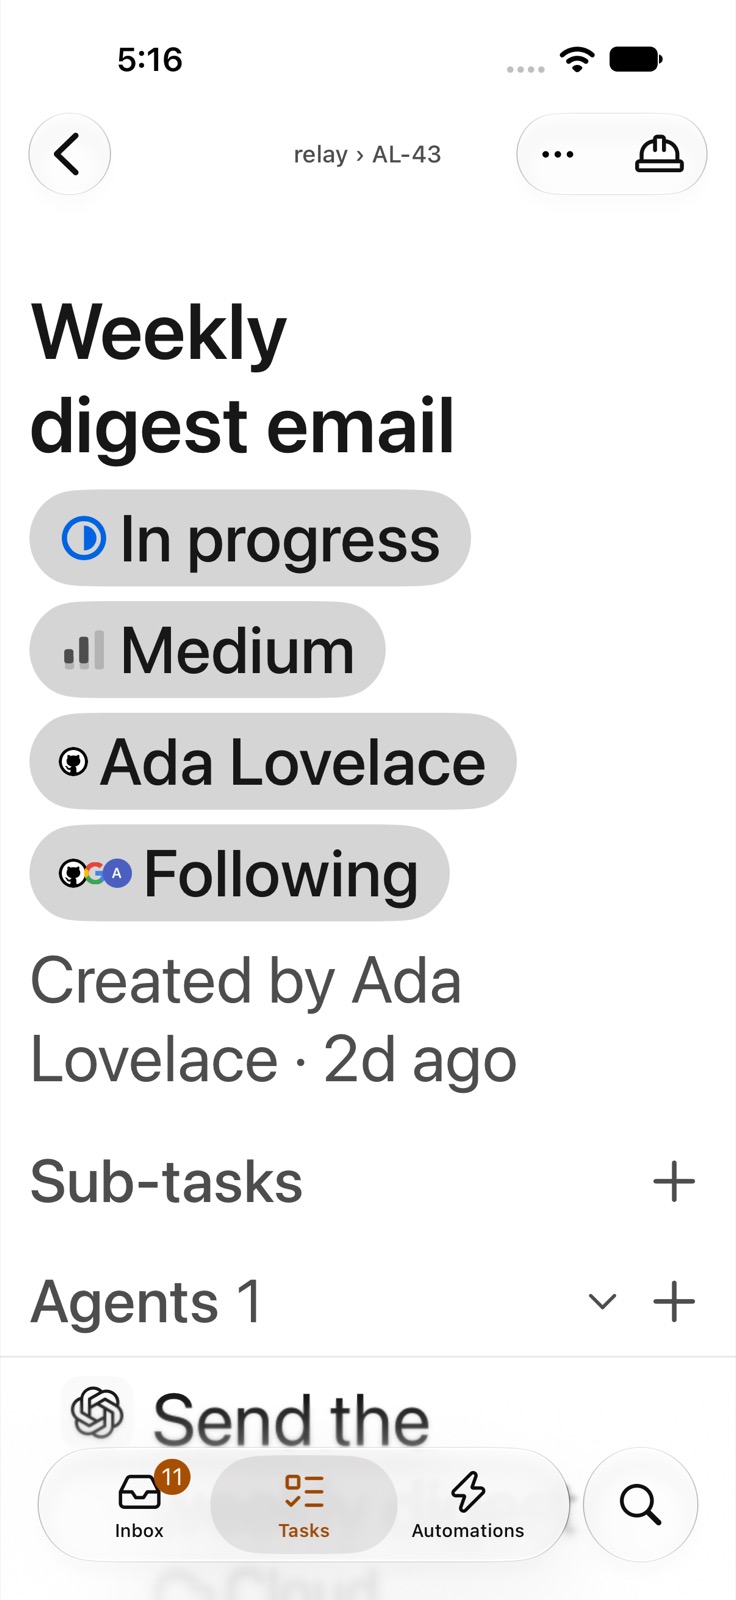 5:16
relay › AL-43
Weekly
digest email
In progress
Medium
Ada Lovelace
A Following
Created by Ada
Lovelace · 2d ago
Sub-tasks
Agents 1
Send the
11
Inbox
Tasks
Automations
Cloud